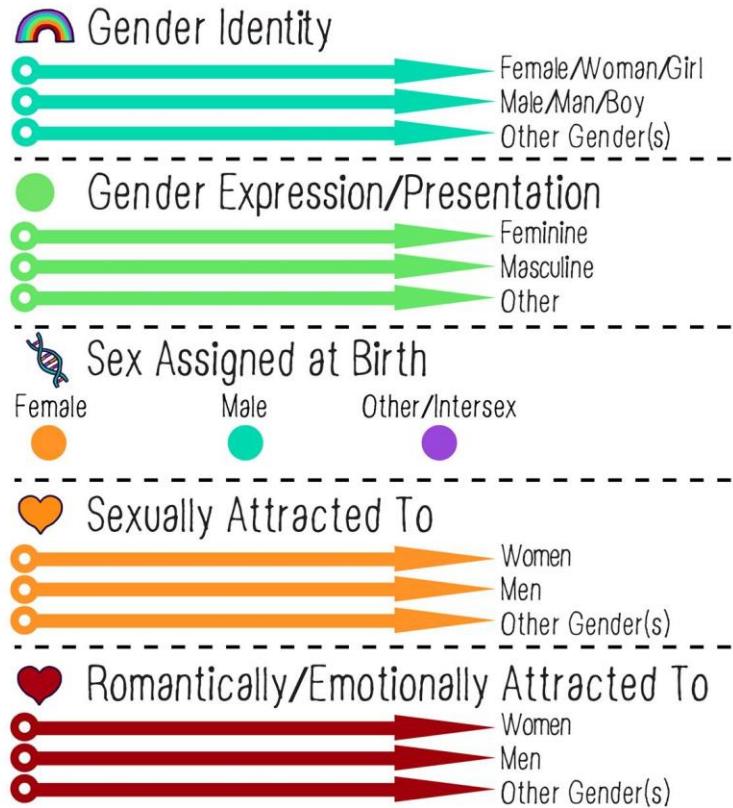 Gender Identity
Female/Woman/Girl
Male/Man/Boy
Other Gender(s)
Gender Expression/Presentation
Feminine
Masculine
Other
Sex Assigned at Birth
Female Male Other/Intersex
Sexually Attracted To
Women
Men
Other Gender(s)
Romantically/Emotionally Attracted To
Women
Men
Other Gender(s)